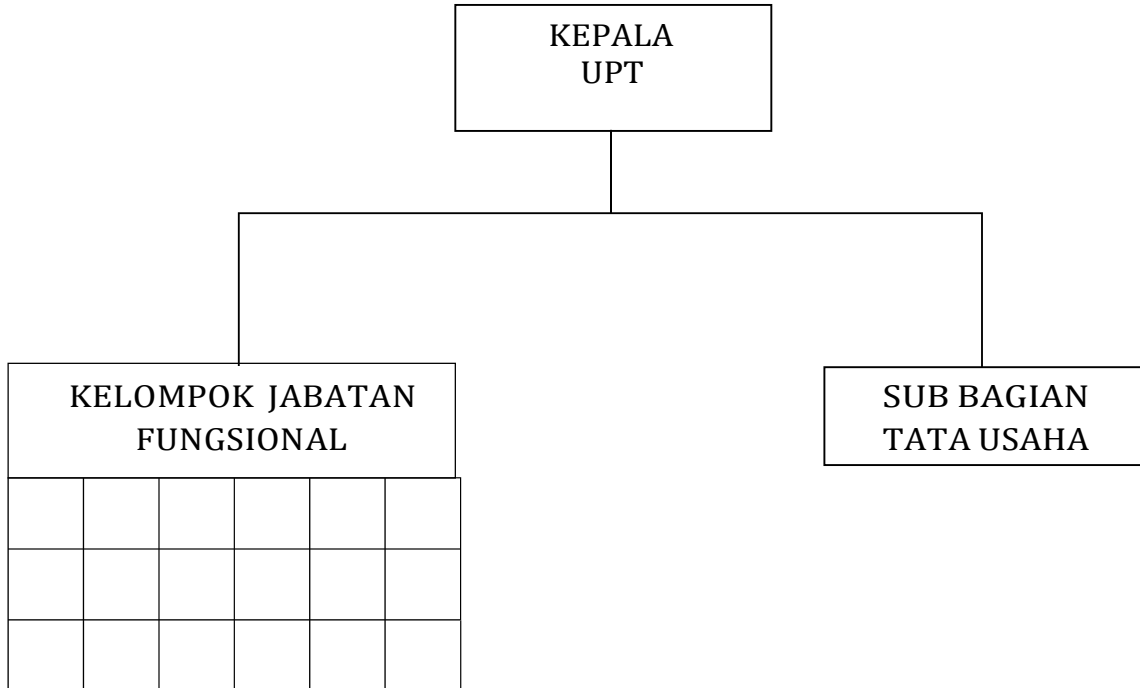 KEPALA
UPT
KELOMPOK JABATAN
FUNGSIONAL
SUB BAGIAN
TATA USAHA